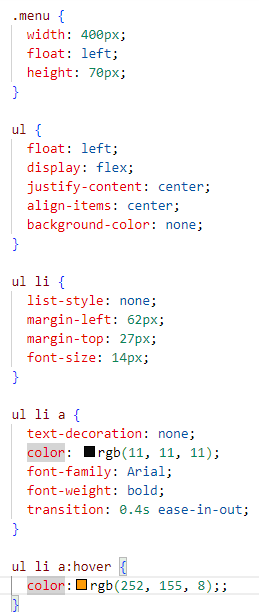 .menu {
width: 400px;
float: left;
height: 70px;
}
ul {
float: left;
display: flex;
justify-content: center;
align-items: center;
background-color: none;
}
ul li {
list-style: none;
margin-left: 62px;
margin-top: 27px;
font-size: 14px;
}
ul li a {
text-decoration: none;
color: rgb(11, 11, 11);
font-family: Arial;
font-weight: bold;
transition: 0.4s ease-in-out;
}
ul li a:hover {
color:rgb(252, 155, 8);;
}